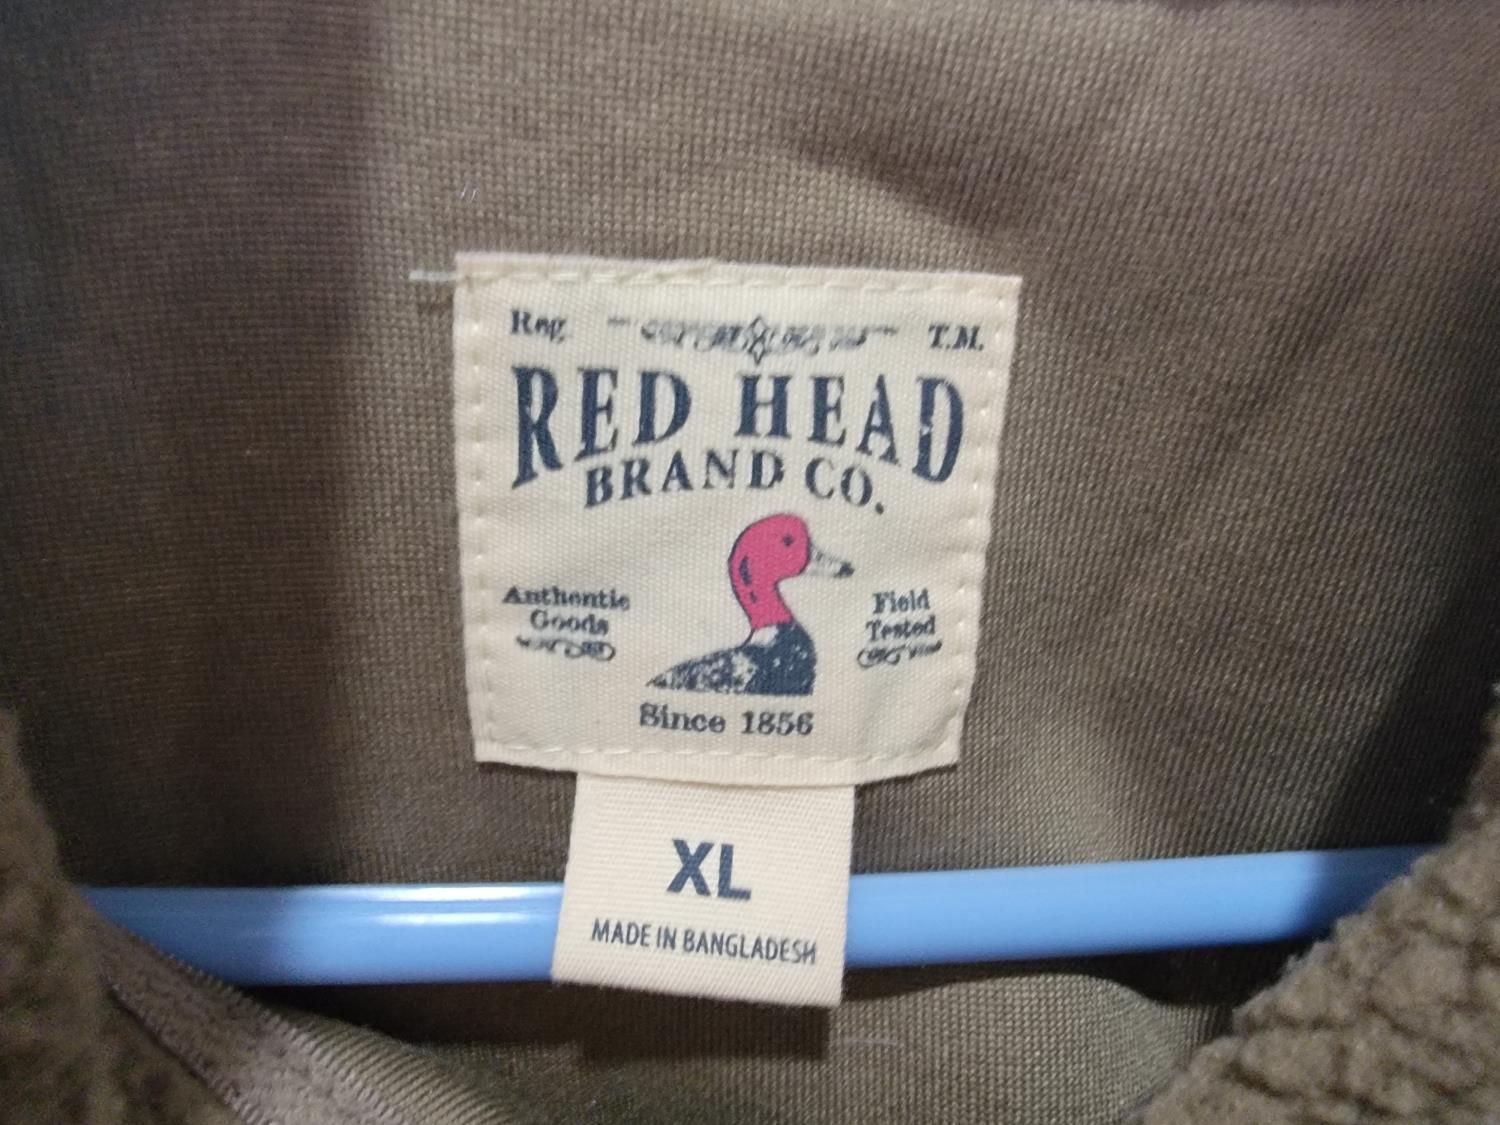 Reg T.M.
RED HEAD
BRAND CO.
Authentic
Goods
Field
Tested
Since 1856
XL
MADE IN BANGLADESH